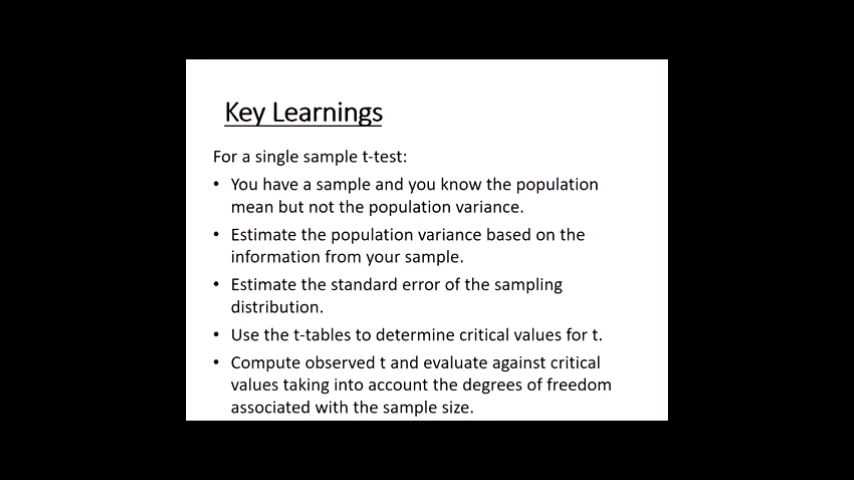 Key Learnings
For a single sample t-test:
• You have a sample and you know the population
mean but not the population variance.
• Estimate the population variance based on the
information from your sample.
• Estimate the standard error of the sampling
distribution.
• Use the t-tables to determine critical values for t.
• Compute observed t and evaluate against critical
values taking into account the degrees of freedom
associated with the sample size.